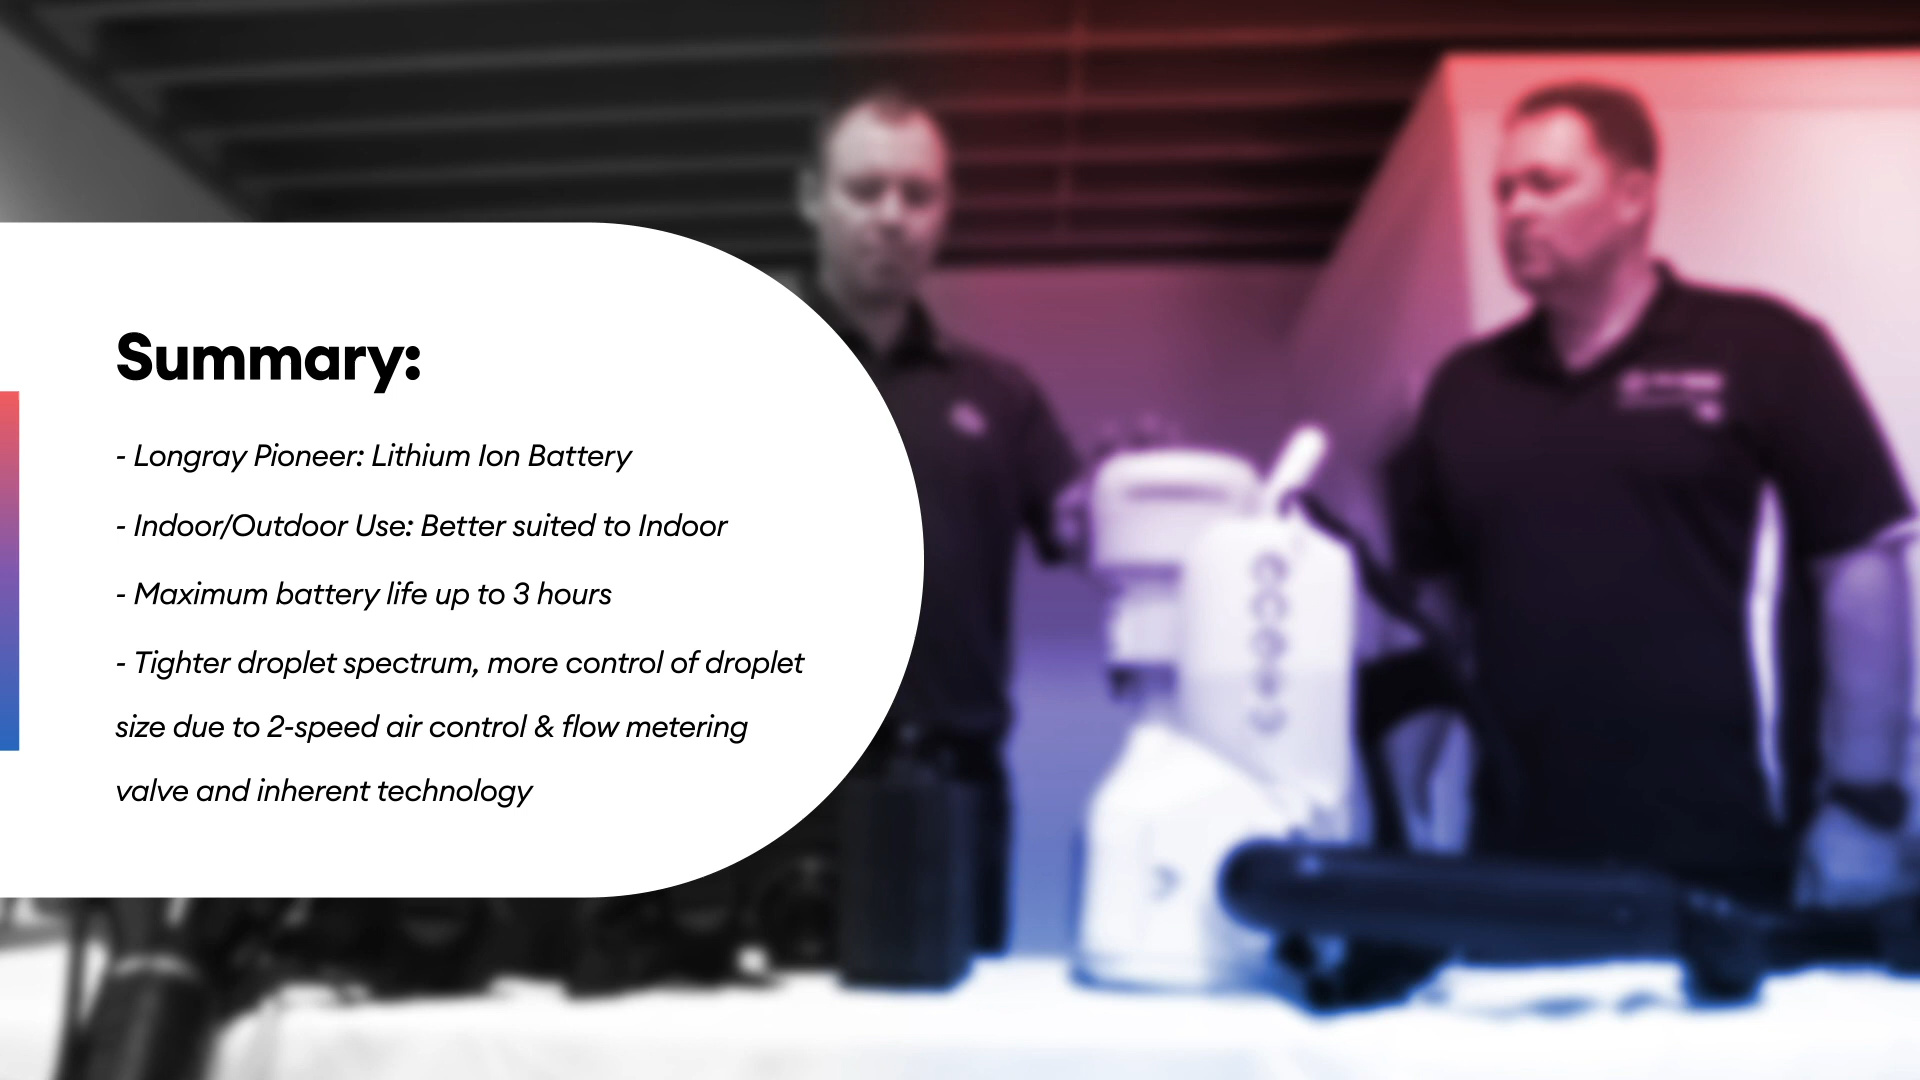 Summary:
- Longray Pioneer: Lithium Ion Battery
- Indoor/Outdoor Use: Better suited to Indoor
- Maximum battery life up to 3 hours
- Tighter droplet spectrum, more control of droplet
size due to 2-speed air control & flow metering
valve and inherent technology